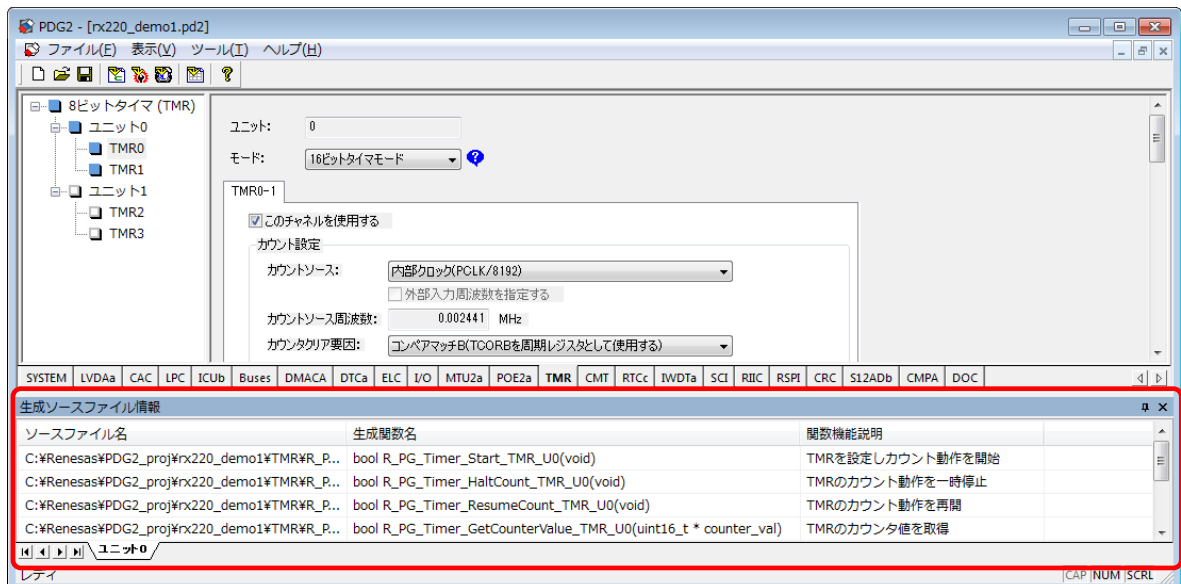 PDG2 - [rx220_demo1.pd2]
ファイル(F) 表示(V) ツール(T) ヘルプ(H)
8ビットタイマ (TMR)
ユニット0
TMR0
TMR1
ユニット1
TMR2
TMR3
ユニット: 0
モード: 16ビットタイマモード
TMR0-1
このチャネルを使用する
カウント設定
カウントソース: 内部クロック(PCLK/8192)
外部入力周波数を指定する
カウントソース周波数: 0.002441 MHz
カウンタクリア要因: コンペアマッチB(TCORBを周期レジスタとして使用する)
SYSTEM LVDAa CAC LPC ICUb Buses DMACA DTCa ELC I/O MTU2a POE2a TMR CMT RTCc IWDTa SCI RIIC RSPI CRC S12ADb CMPA DOC
生成ソースファイル情報
ソースファイル名 生成関数名 関数機能説明
C:¥Renesas¥PDG2_proj¥rx220_demo1¥TMR¥R_P... bool R_PG_Timer_Start_TMR_U0(void) TMRを設定しカウント動作を開始
C:¥Renesas¥PDG2_proj¥rx220_demo1¥TMR¥R_P... bool R_PG_Timer_HaltCount_TMR_U0(void) TMRのカウント動作を一時停止
C:¥Renesas¥PDG2_proj¥rx220_demo1¥TMR¥R_P... bool R_PG_Timer_ResumeCount_TMR_U0(void) TMRのカウント動作を再開
C:¥Renesas¥PDG2_proj¥rx220_demo1¥TMR¥R_P... bool R_PG_Timer_GetCounterValue_TMR_U0(uint16_t * counter_val) TMRのカウンタ値を取得
ユニット0
レディ CAP NUM SCRL